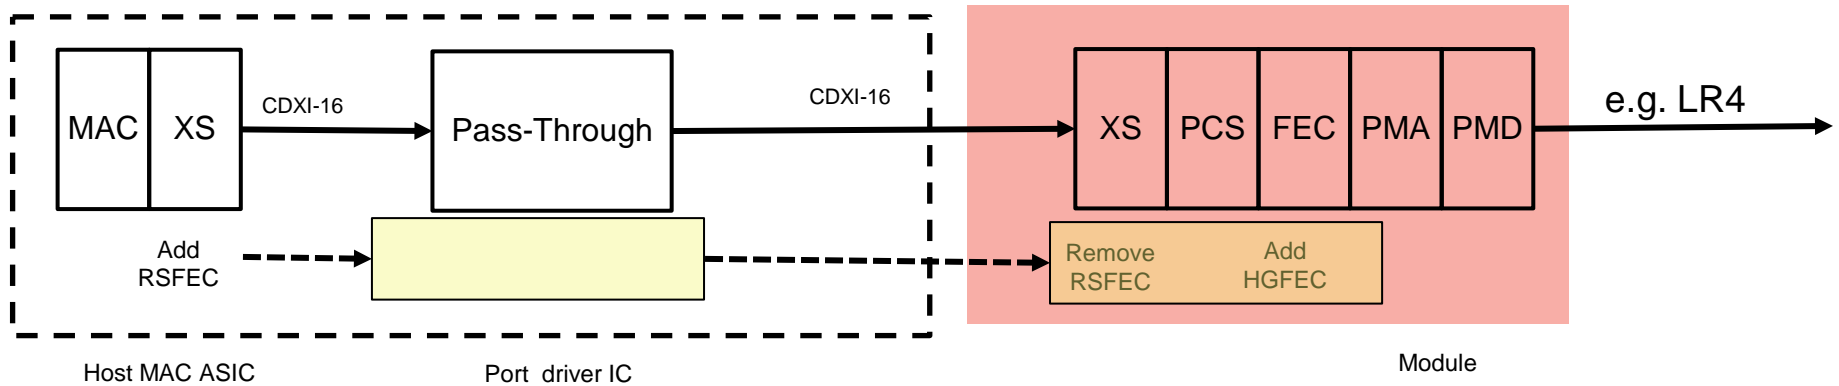 CDXI-16
CDXI-16
e.g. LR4
MAC
XS
Pass-Through
XS
PCS
FEC
PMA
PMD
Add
RSFEC
Remove
RSFEC
Add
HGFEC
Host MAC ASIC
Port driver IC
Module